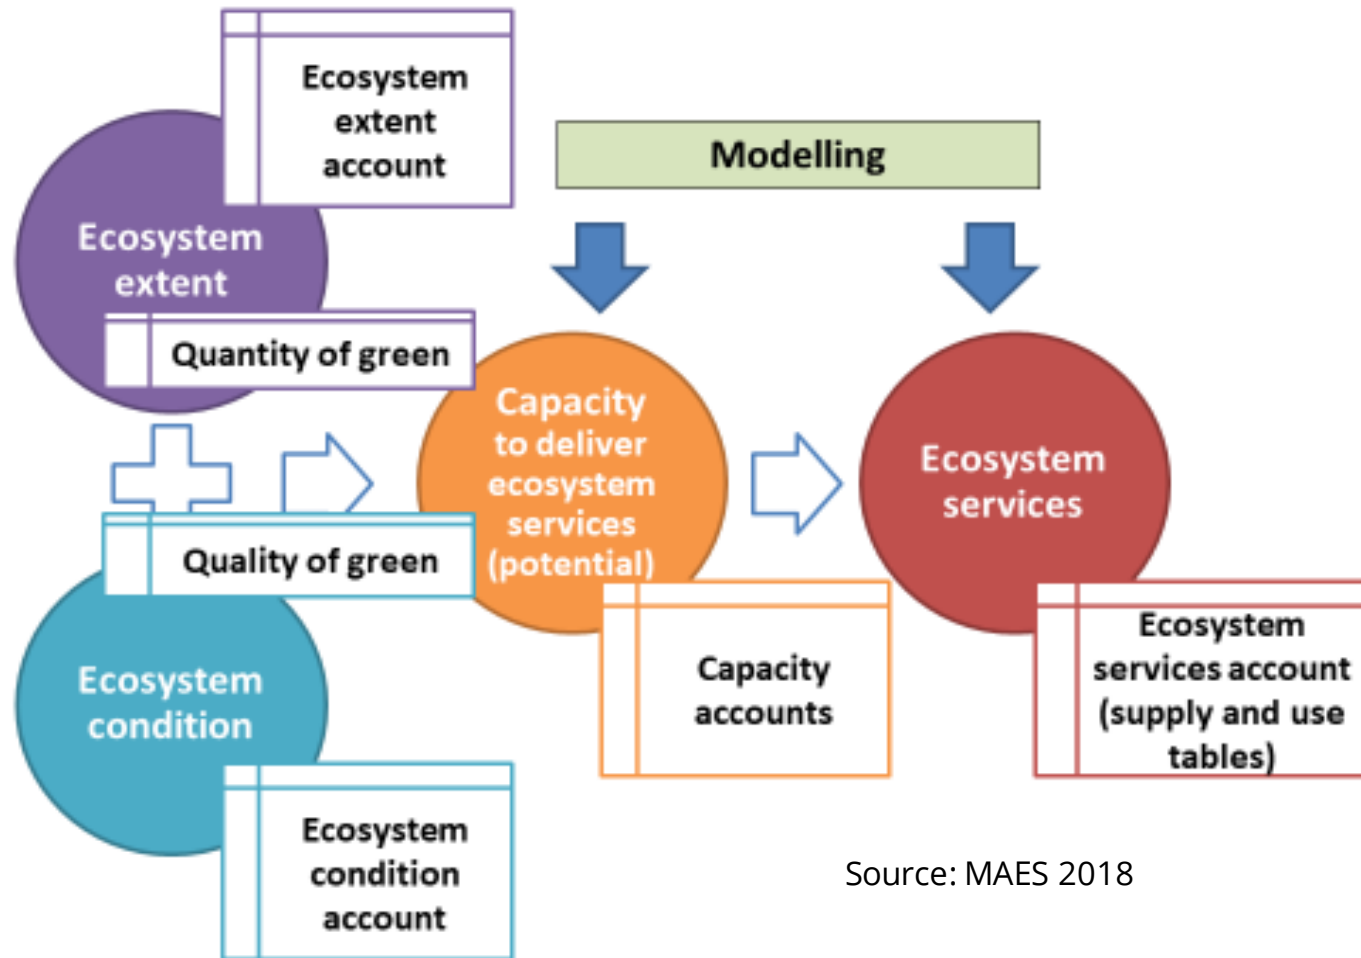 Ecosystem
extent
account
Modelling
Ecosystem
extent
Quantity of green
Capacity
to deliver
ecosystem
services
(potential)
Ecosystem
services
Quality of green
Ecosystem
condition
Capacity
accounts
Ecosystem
services account
(supply and use
tables)
Ecosystem
condition
account
Source: MAES 2018